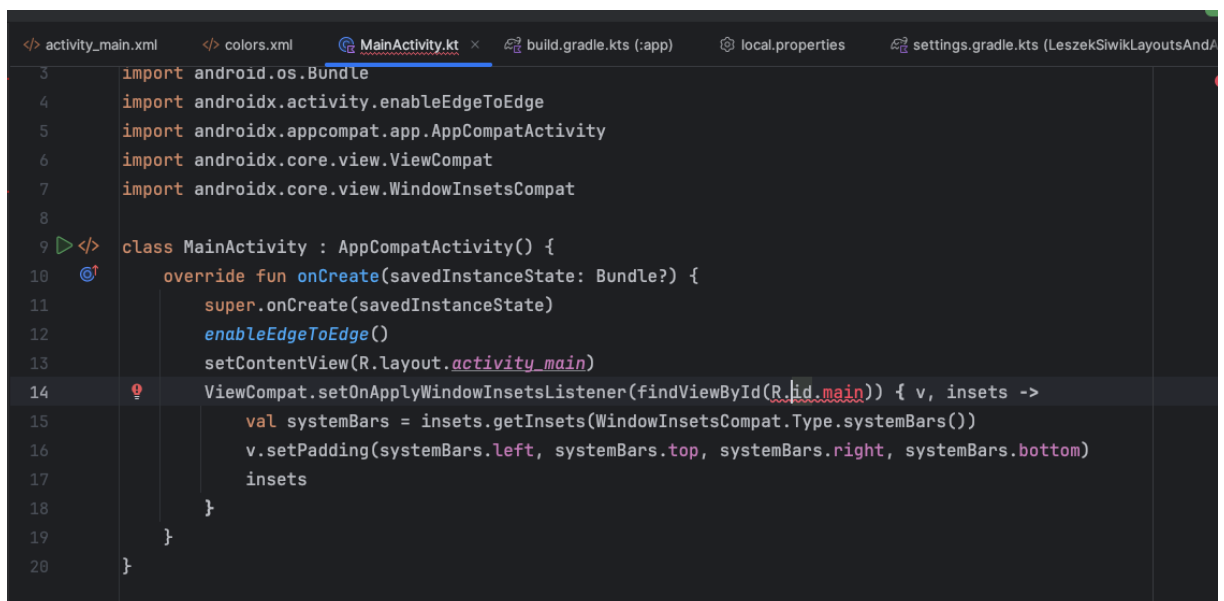 activity_main.xml colors.xml MainActivity.kt × build.gradle.kts (:app) local.properties settings.gradle.kts (LeszekSiwikLayoutsAndA
3 import android.os.Bundle
4 import androidx.activity.enableEdgeToEdge
5 import androidx.appcompat.app.AppCompatActivity
6 import androidx.core.view.ViewCompat
7 import androidx.core.view.WindowInsetsCompat
8
9 class MainActivity : AppCompatActivity() {
10 override fun onCreate(savedInstanceState: Bundle?) {
11 super.onCreate(savedInstanceState)
12 enableEdgeToEdge()
13 setContentView(R.layout.activity_main)
14 ViewCompat.setOnApplyWindowInsetsListener(findViewById(R.id.main)) { v, insets ->
15 val systemBars = insets.getInsets(WindowInsetsCompat.Type.systemBars())
16 v.setPadding(systemBars.left, systemBars.top, systemBars.right, systemBars.bottom)
17 insets
18 }
19 }
20 }